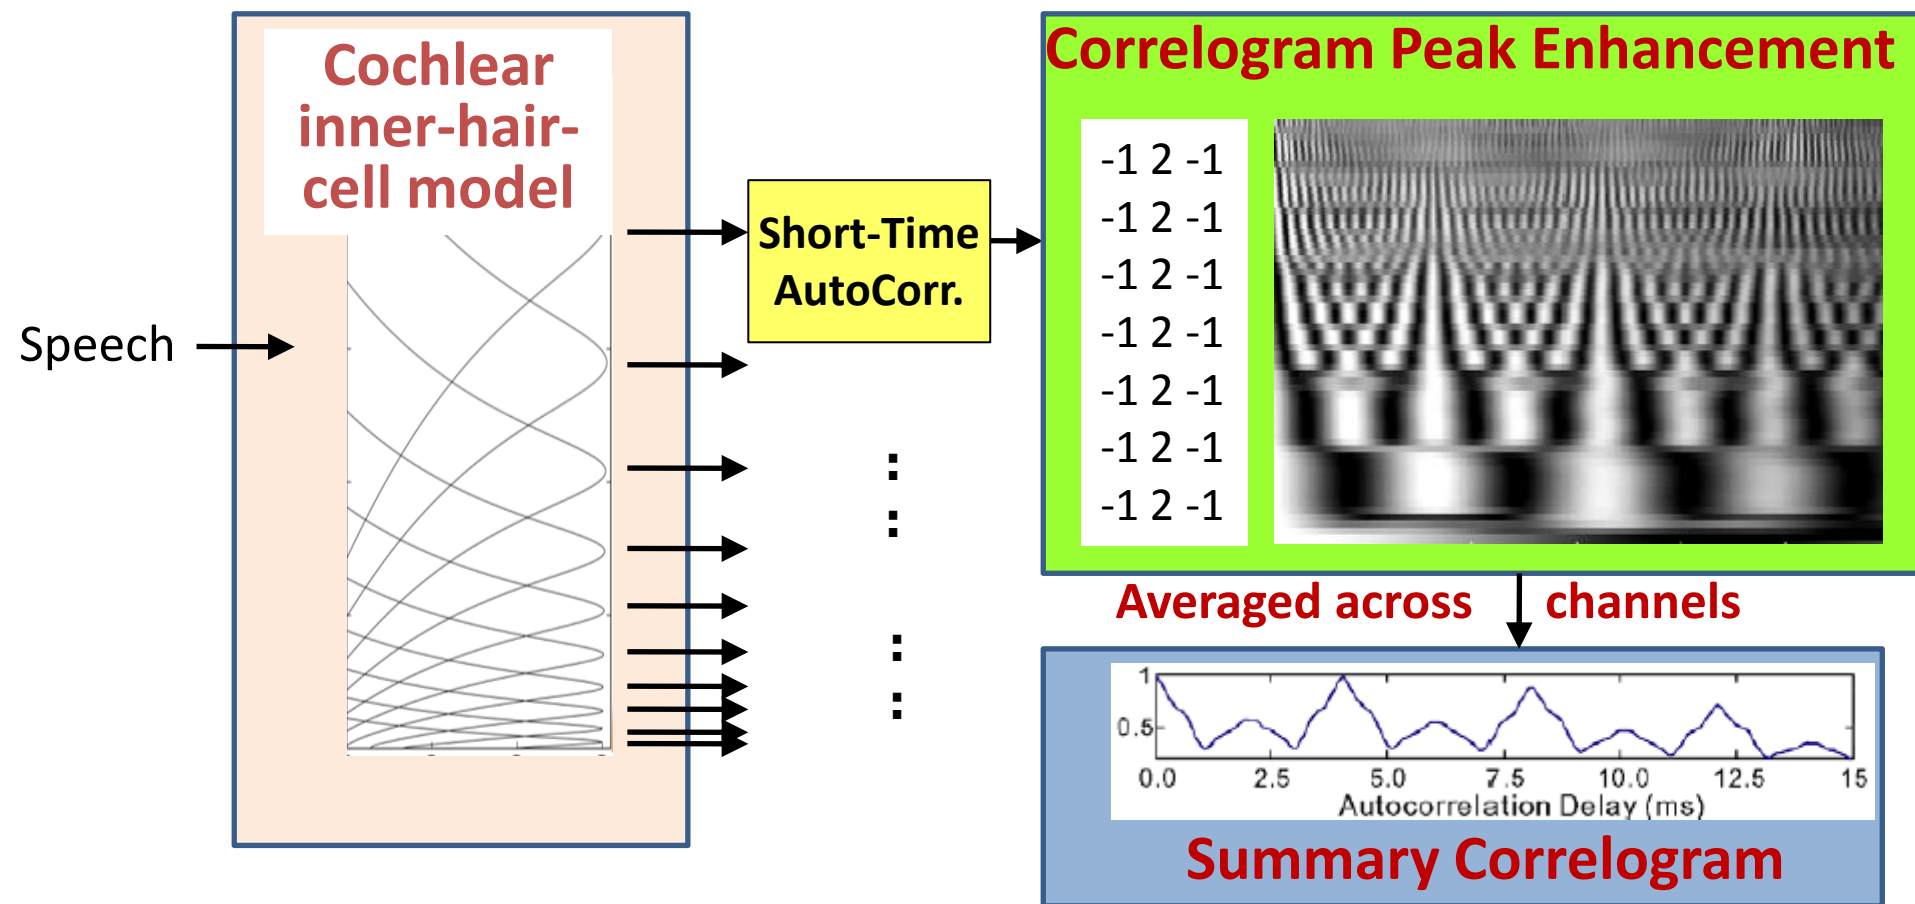 Cochlear
inner-hair-
cell model
Speech
Short-Time
AutoCorr.
:
:
:
:
Correlogram Peak Enhancement
-1 2 -1
-1 2 -1
-1 2 -1
-1 2 -1
-1 2 -1
-1 2 -1
-1 2 -1
Averaged across channels
1
0.5
0.0 2.5 5.0 7.5 10.0 12.5 15
Autocorrelation Delay (ms)
Summary Correlogram